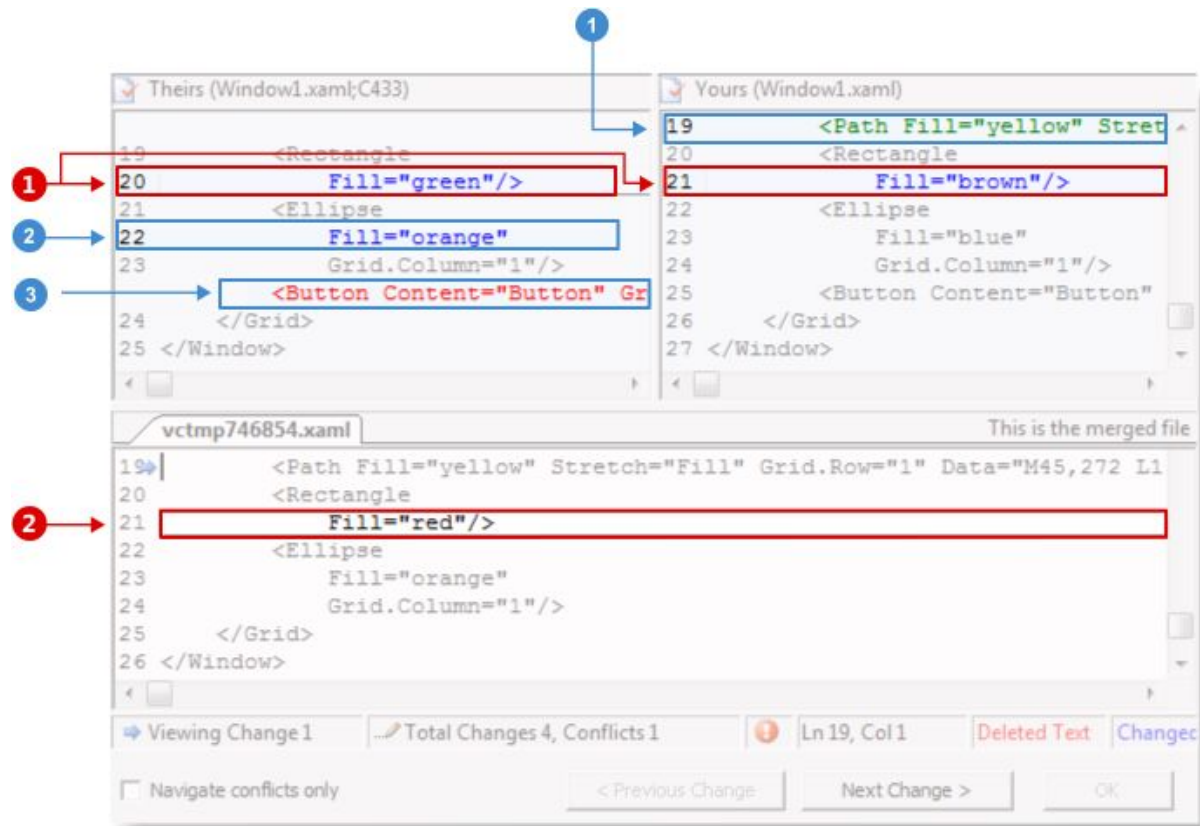 1
Theirs (Window1.xaml;C433)
19 <Rectangle
1 20 Fill="green"/>
21 <Ellipse
2 22 Fill="orange"
23 Grid.Column="1"/>
3 <Button Content="Button" Gr
24 </Grid>
25 </Window>
Yours (Window1.xaml)
19 <Path Fill="yellow" Stret
20 <Rectangle
21 Fill="brown"/>
22 <Ellipse
23 Fill="blue"
24 Grid.Column="1"/>
25 <Button Content="Button"
26 </Grid>
27 </Window>
vctmp746854.xaml This is the merged file
19 <Path Fill="yellow" Stretch="Fill" Grid.Row="1" Data="M45,272 L1
20 <Rectangle
2 21 Fill="red"/>
22 <Ellipse
23 Fill="orange"
24 Grid.Column="1"/>
25 </Grid>
26 </Window>
Viewing Change 1 Total Changes 4, Conflicts 1 Ln 19, Col 1 Deleted Text Changed
Navigate conflicts only < Previous Change Next Change > OK